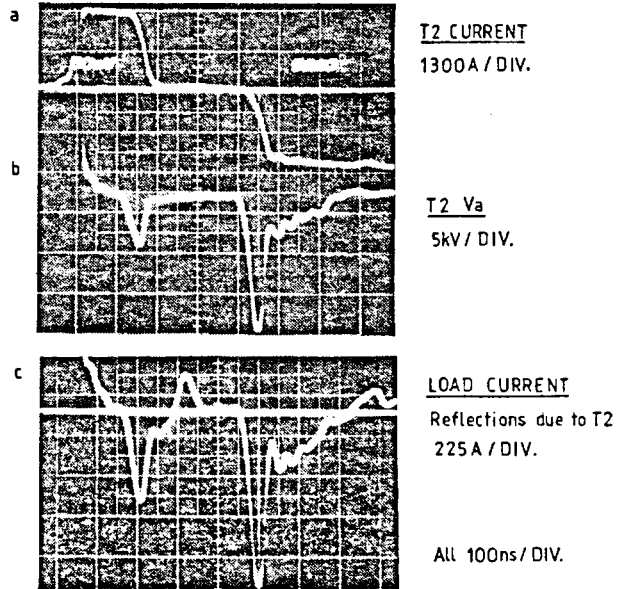 a
T2 CURRENT
1300A / DIV.
b
T2 Va
5kV / DIV.
c
LOAD CURRENT
Reflections due to T2
225A / DIV.
All 100ns / DIV.